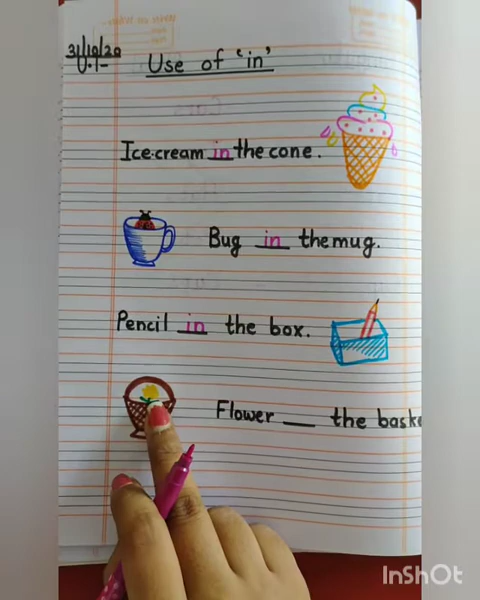 31/10/20
Use of 'in'
Ice-cream in the cone.
Bug in the mug.
Pencil in the box.
Flower ___ the baske
InShOt